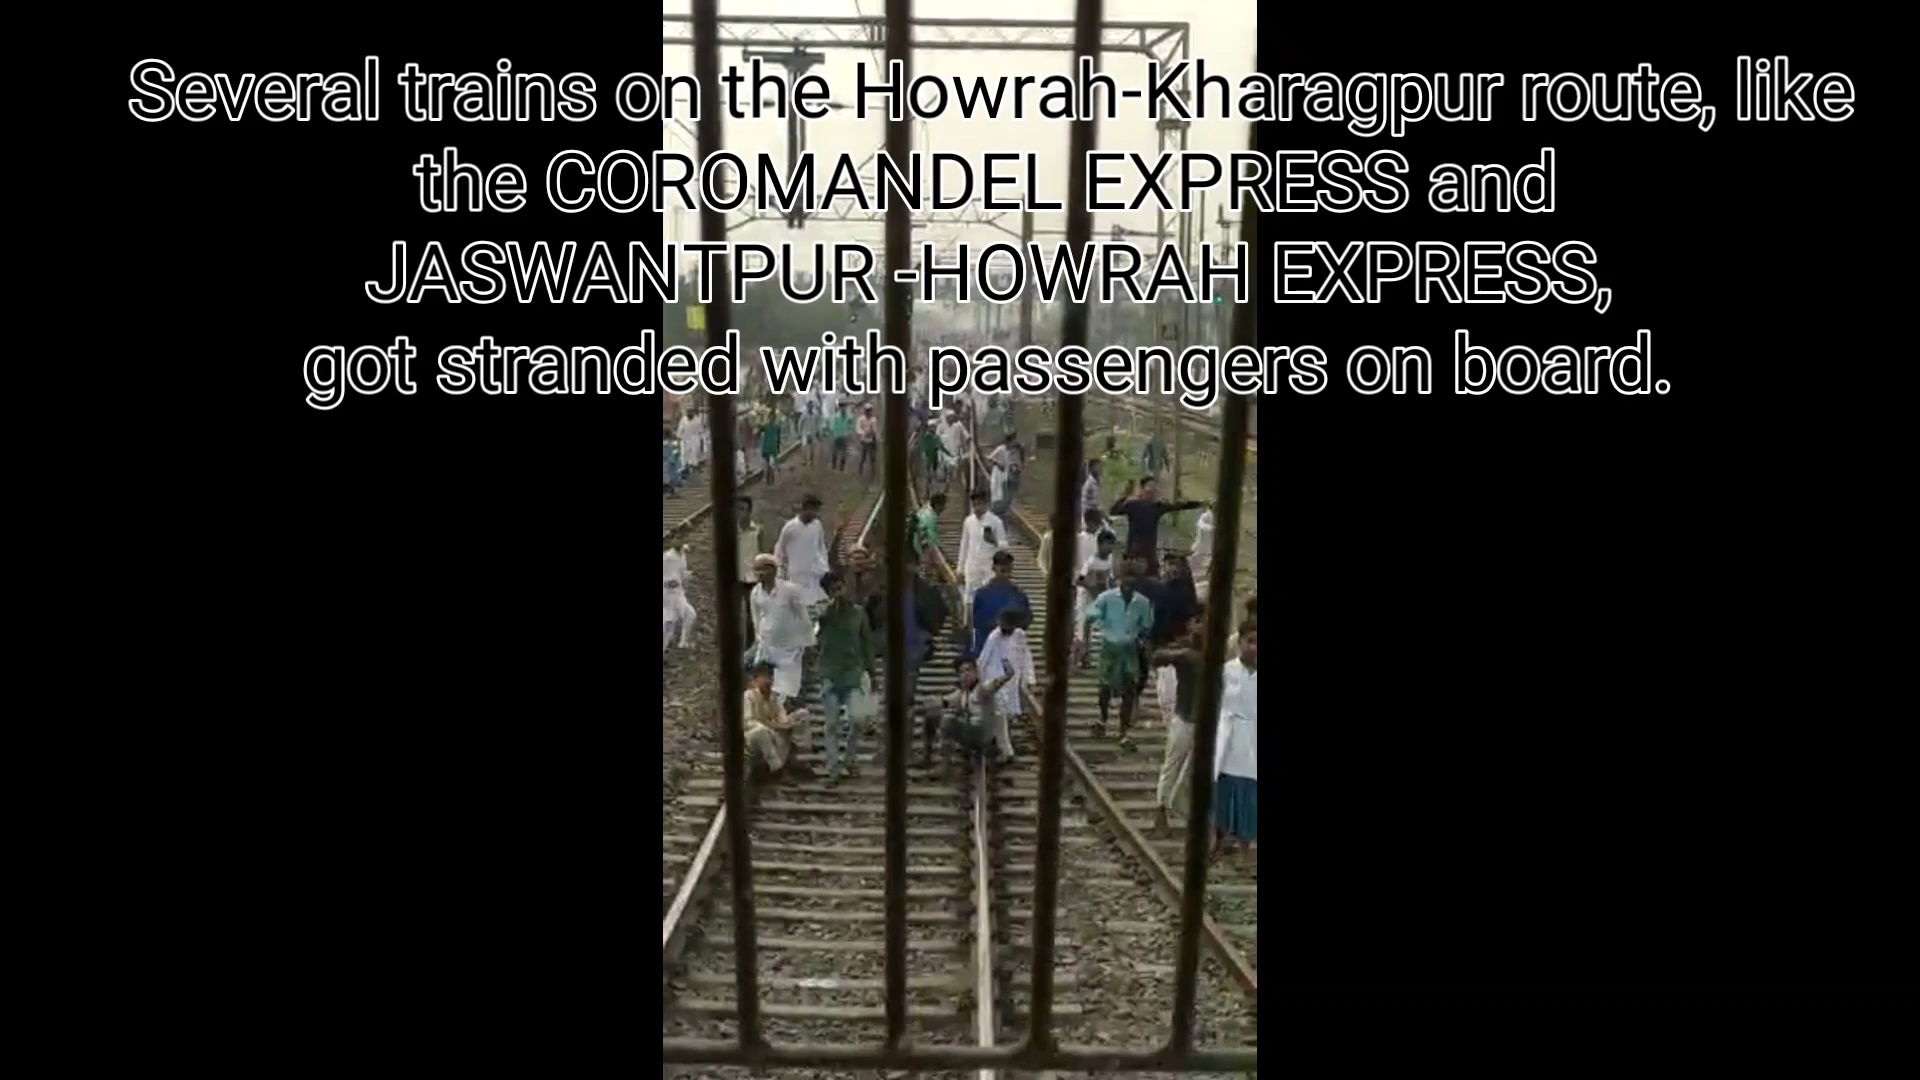 Several trains on the Howrah-Kharagpur route, like
the COROMANDEL EXPRESS and
JASWANTPUR -HOWRAH EXPRESS,
got stranded with passengers on board.